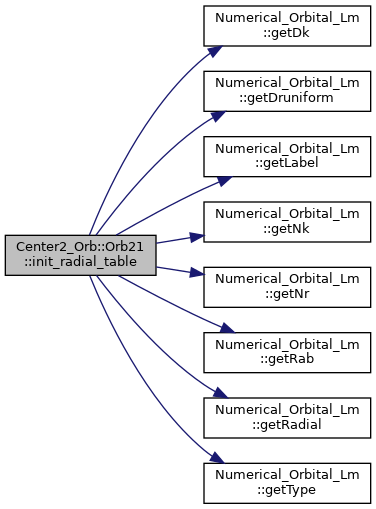 Numerical_Orbital_Lm
::getDk
Numerical_Orbital_Lm
::getDruniform
Numerical_Orbital_Lm
::getLabel
Center2_Orb::Orb21
::init_radial_table
Numerical_Orbital_Lm
::getNk
Numerical_Orbital_Lm
::getNr
Numerical_Orbital_Lm
::getRab
Numerical_Orbital_Lm
::getRadial
Numerical_Orbital_Lm
::getType